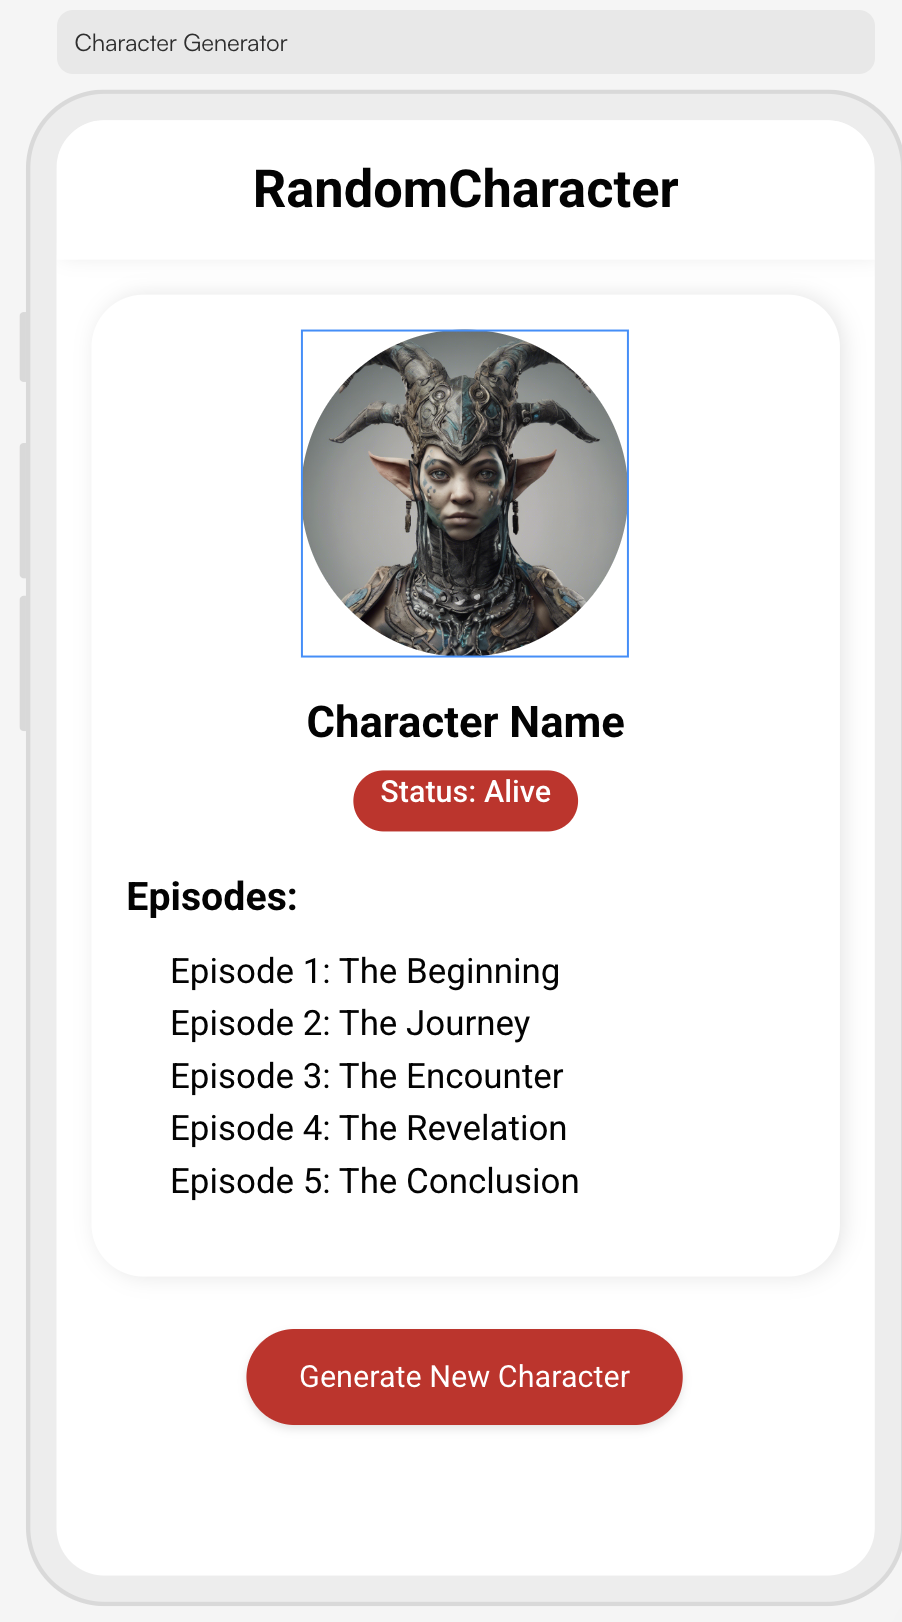 Character Generator
RandomCharacter
Character Name
Status: Alive
Episodes:
Episode 1: The Beginning
Episode 2: The Journey
Episode 3: The Encounter
Episode 4: The Revelation
Episode 5: The Conclusion
Generate New Character